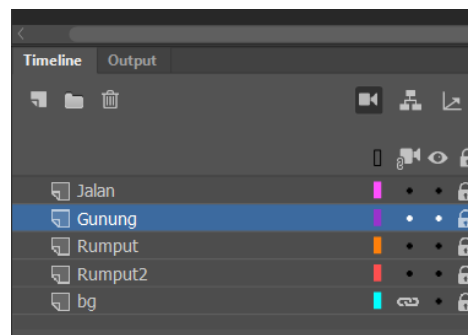 Timeline Output
Jalan
Gunung
Rumput
Rumput2
bg